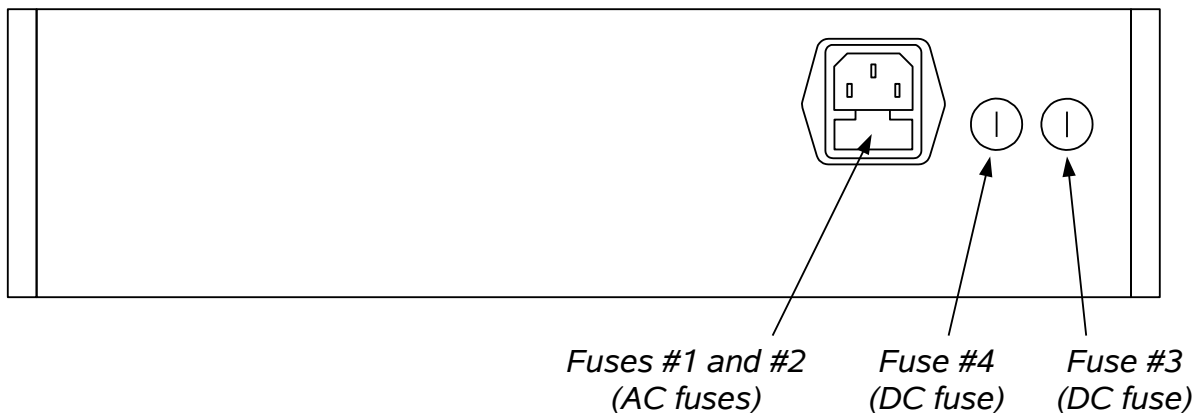 Fuses #1 and #2
(AC fuses)
Fuse #4
(DC fuse)
Fuse #3
(DC fuse)